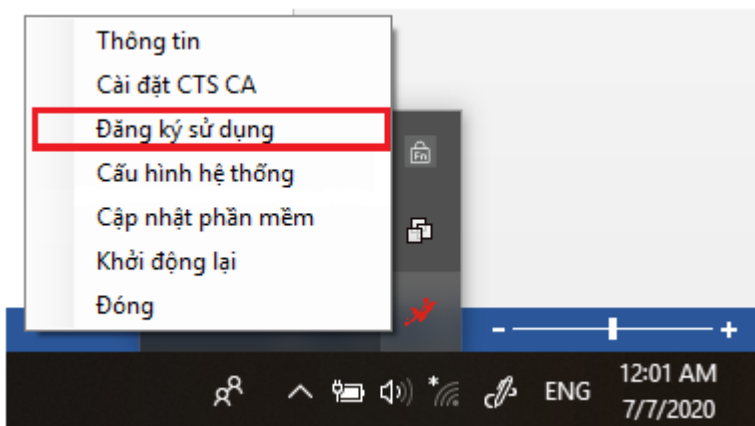 Thông tin
Cài đặt CTS CA
Đăng ký sử dụng
Cấu hình hệ thống
Cập nhật phần mềm
Khởi động lại
Đóng
Fn
ENG
12:01 AM
7/7/2020